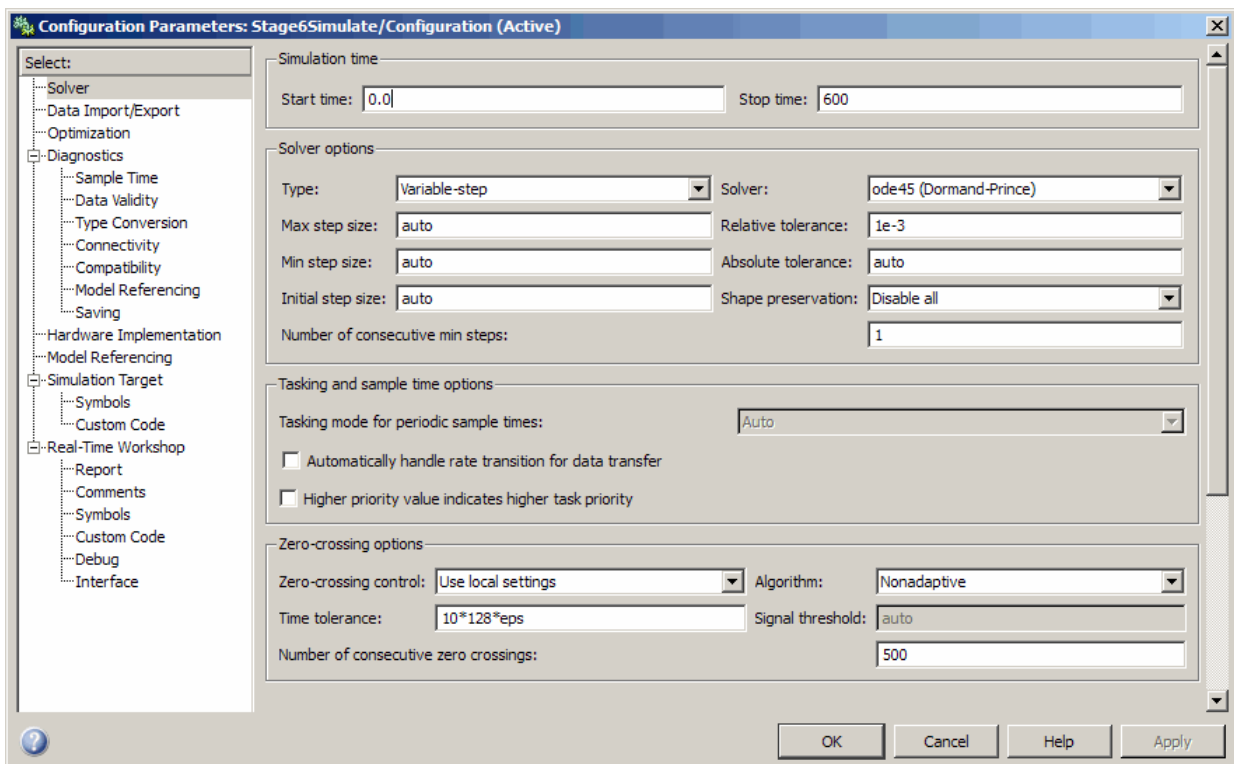 Configuration Parameters: Stage6Simulate/Configuration (Active)
Select:
Solver
Data Import/Export
Optimization
Diagnostics
Sample Time
Data Validity
Type Conversion
Connectivity
Compatibility
Model Referencing
Saving
Hardware Implementation
Model Referencing
Simulation Target
Symbols
Custom Code
Real-Time Workshop
Report
Comments
Symbols
Custom Code
Debug
Interface
Simulation time
Start time: 0.0 Stop time: 600
Solver options
Type: Variable-step Solver: ode45 (Dormand-Prince)
Max step size: auto Relative tolerance: 1e-3
Min step size: auto Absolute tolerance: auto
Initial step size: auto Shape preservation: Disable all
Number of consecutive min steps: 1
Tasking and sample time options
Tasking mode for periodic sample times: Auto
Automatically handle rate transition for data transfer
Higher priority value indicates higher task priority
Zero-crossing options
Zero-crossing control: Use local settings Algorithm: Nonadaptive
Time tolerance: 10*128*eps Signal threshold: auto
Number of consecutive zero crossings: 500
OK Cancel Help Apply